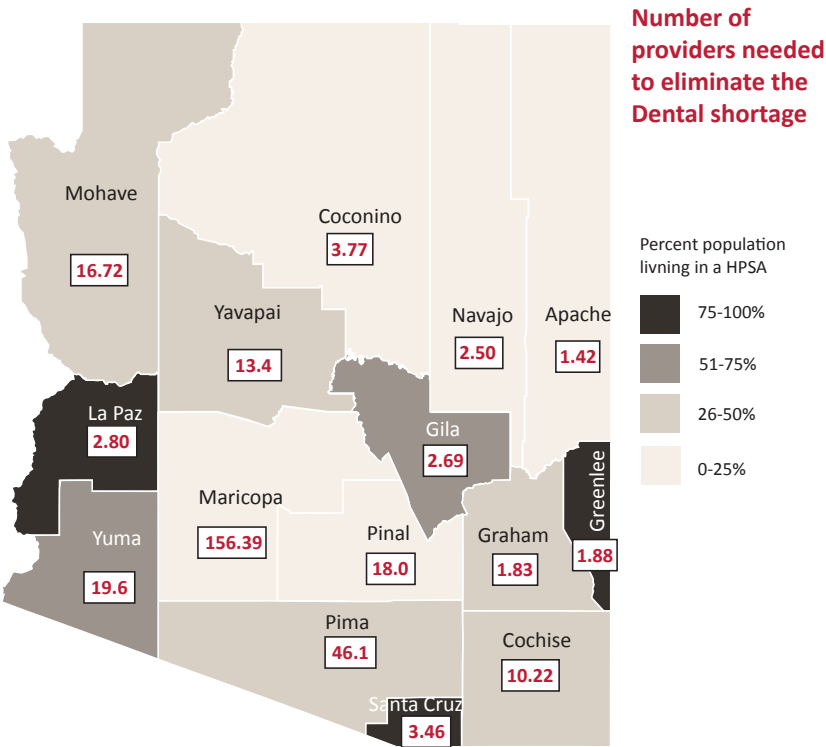 Number of
providers needed
to eliminate the
Dental shortage
Mohave
16.72
Coconino
3.77
Yavapai
13.4
Navajo
2.50
Apache
1.42
La Paz
2.80
Gila
2.69
Maricopa
156.39
Pinal
18.0
Yuma
19.6
Graham
1.83
Greenlee
1.88
Pima
46.1
Cochise
10.22
Santa Cruz
3.46
Percent population
livning in a HPSA
75-100%
51-75%
26-50%
0-25%